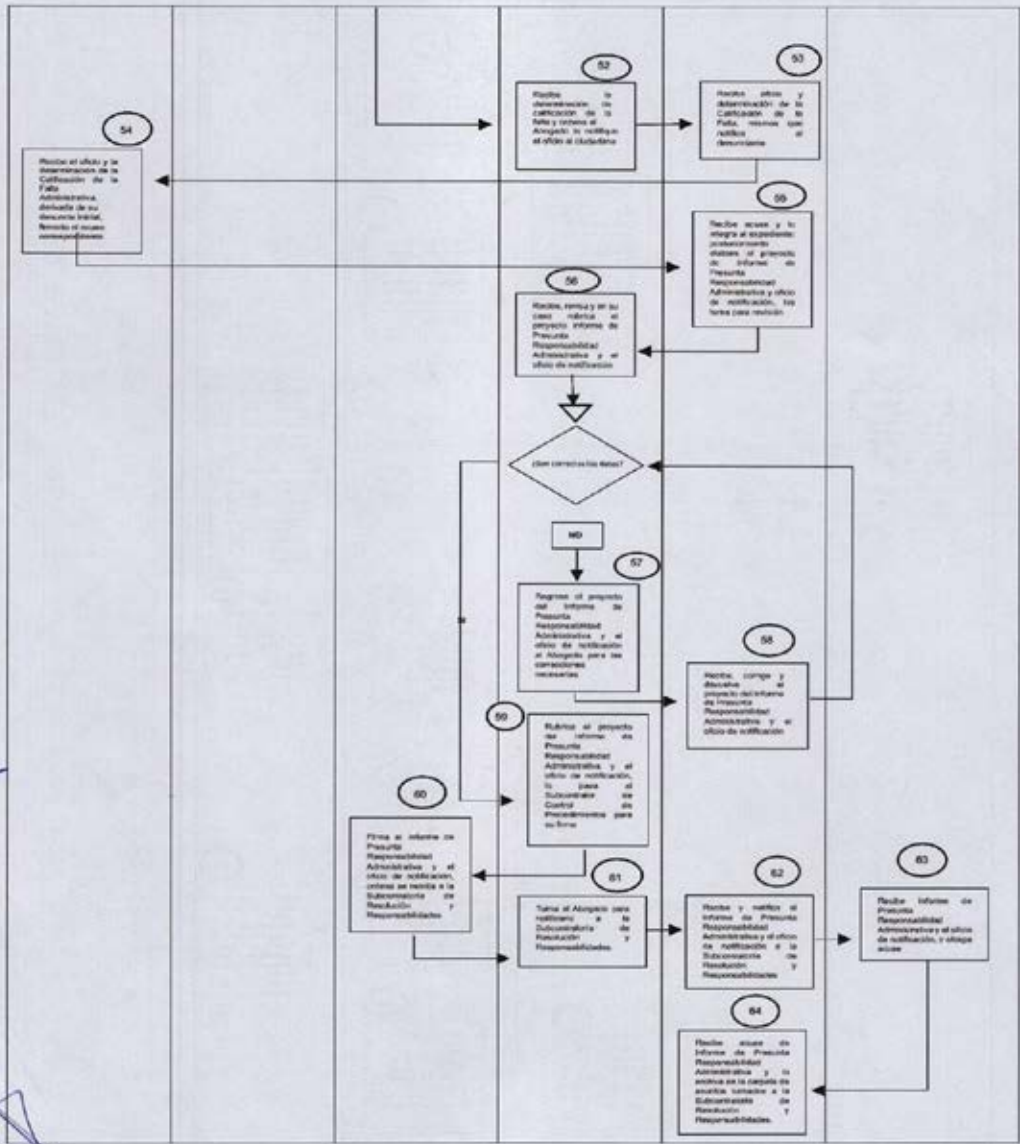 52
Recibe la
determinación de
calificación de la
falta y ordena al
Abogado lo notifique
el oficio al ciudadano
53
Recibe oficio y
determinación de la
Calificación de la
Falta, mismos que
notifica al
denunciante
54
Recibe el oficio y la
determinación de la
Calificación de la
Falta
Administrativa,
derivada de su
denuncia inicial,
firmando el acuse
correspondiente
55
Recibe acuse y lo
integra al expediente;
posteriormente
elabora el proyecto
de Informe de
Presunta
Responsabilidad
Administrativa y oficio
de notificación, los
turna para revisión
56
Recibe, revisa y en su
caso rubrica el
proyecto informe de
Presunta
Responsabilidad
Administrativa y el
oficio de notificación
¿Son correctos los datos?
NO
57
Regresa el proyecto
del Informe de
Presunta
Responsabilidad
Administrativa y el
oficio de notificación
al Abogado para las
correcciones
necesarias
58
Recibe, corrige y
devuelve el
proyecto del informe
de Presunta
Responsabilidad
Administrativa y el
oficio de notificación
59
Rubrica el proyecto
del informe de
Presunta
Responsabilidad
Administrativa y el
oficio de notificación,
lo pasa al
Subcontralor de
Control de
Procedimientos para
su firma
60
Firma el informe de
Presunta
Responsabilidad
Administrativa y el
oficio de notificación,
ordena se remita a la
Subcontraloría de
Resolución y
Responsabilidades
61
Turna al Abogado para
notificarlo a la
Subcontraloría de
Resolución y
Responsabilidades
62
Recibe y notifica el
Informe de Presunta
Responsabilidad
Administrativa y el oficio
de notificación a la
Subcontraloría de
Resolución y
Responsabilidades
63
Recibe Informe de
Presunta
Responsabilidad
Administrativa y el oficio
de notificación, y otorga
acuse
64
Recibe acuse de
Informe de Presunta
Responsabilidad
Administrativa y lo
archiva en la carpeta de
asuntos turnados a la
Subcontraloría de
Resolución y
Responsabilidades.